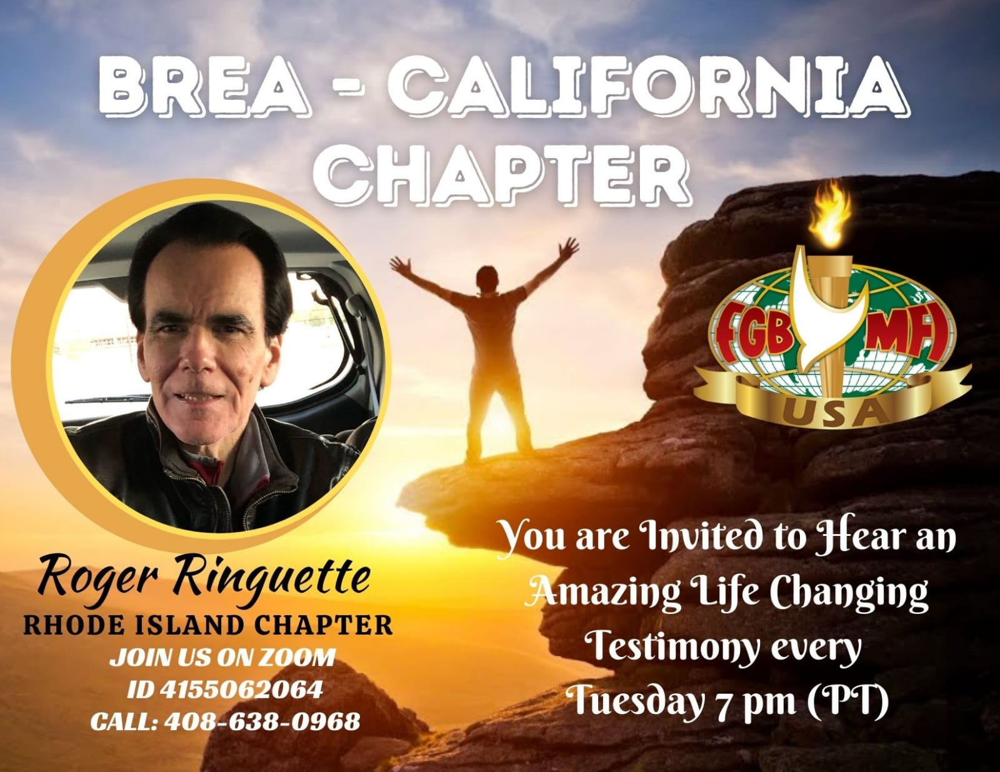 BREA - CALIFORNIA
CHAPTER
FGB MFI
USA
Roger Ringuette
RHODE ISLAND CHAPTER
JOIN US ON ZOOM
ID 4155062064
CALL: 408-638-0968
You are Invited to Hear an
Amazing Life Changing
Testimony every
Tuesday 7 pm (PT)